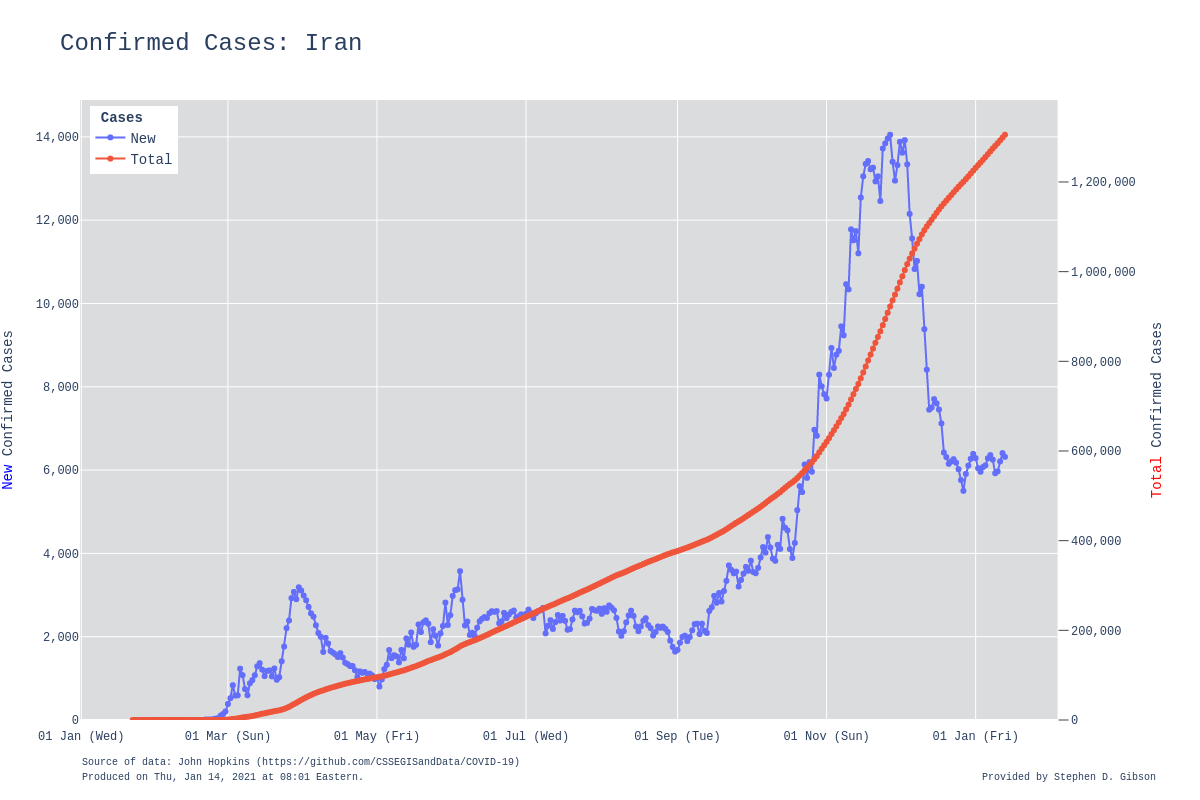 Confirmed Cases: Iran
Cases
New
Total
14,000
12,000
10,000
8,000
6,000
4,000
2,000
0
New Confirmed Cases
1,200,000
1,000,000
800,000
600,000
400,000
200,000
0
Total Confirmed Cases
01 Jan (Wed)
01 Mar (Sun)
01 May (Fri)
01 Jul (Wed)
01 Sep (Tue)
01 Nov (Sun)
01 Jan (Fri)
Source of data: John Hopkins (https://github.com/CSSEGISandData/COVID-19)
Produced on Thu, Jan 14, 2021 at 08:01 Eastern.
Provided by Stephen D. Gibson